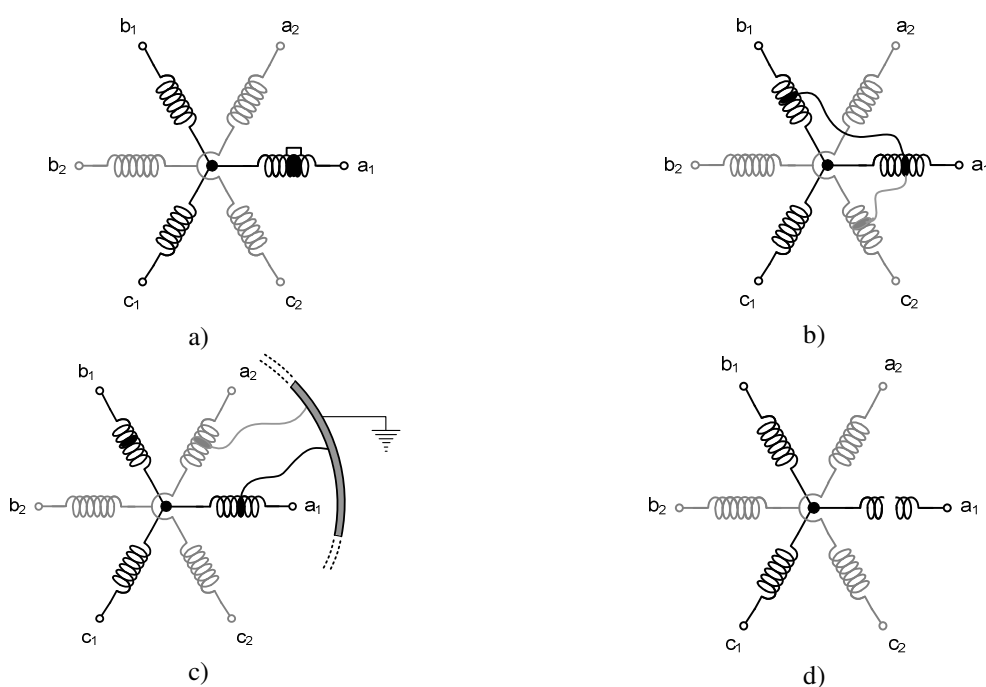 b₁ a₂
b₂ a₁
c₁ c₂
a)
b₁ a₂
b₂ a₁
c₁ c₂
b)
b₁ a₂
b₂ a₁
c₁ c₂
c)
b₁ a₂
b₂ a₁
c₁ c₂
d)